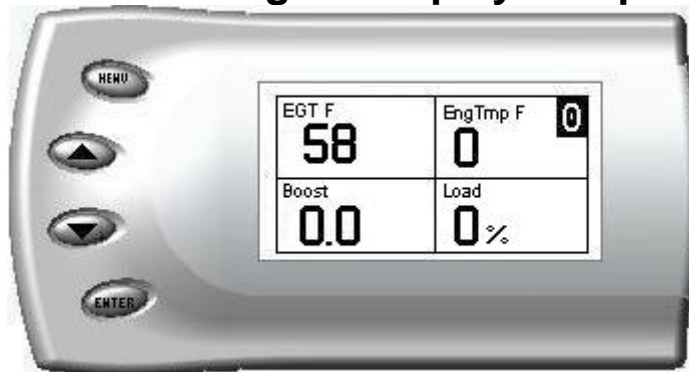 MENU
EGT F
58
EngTmp F
0
0
Boost
0.0
Load
0%
ENTER